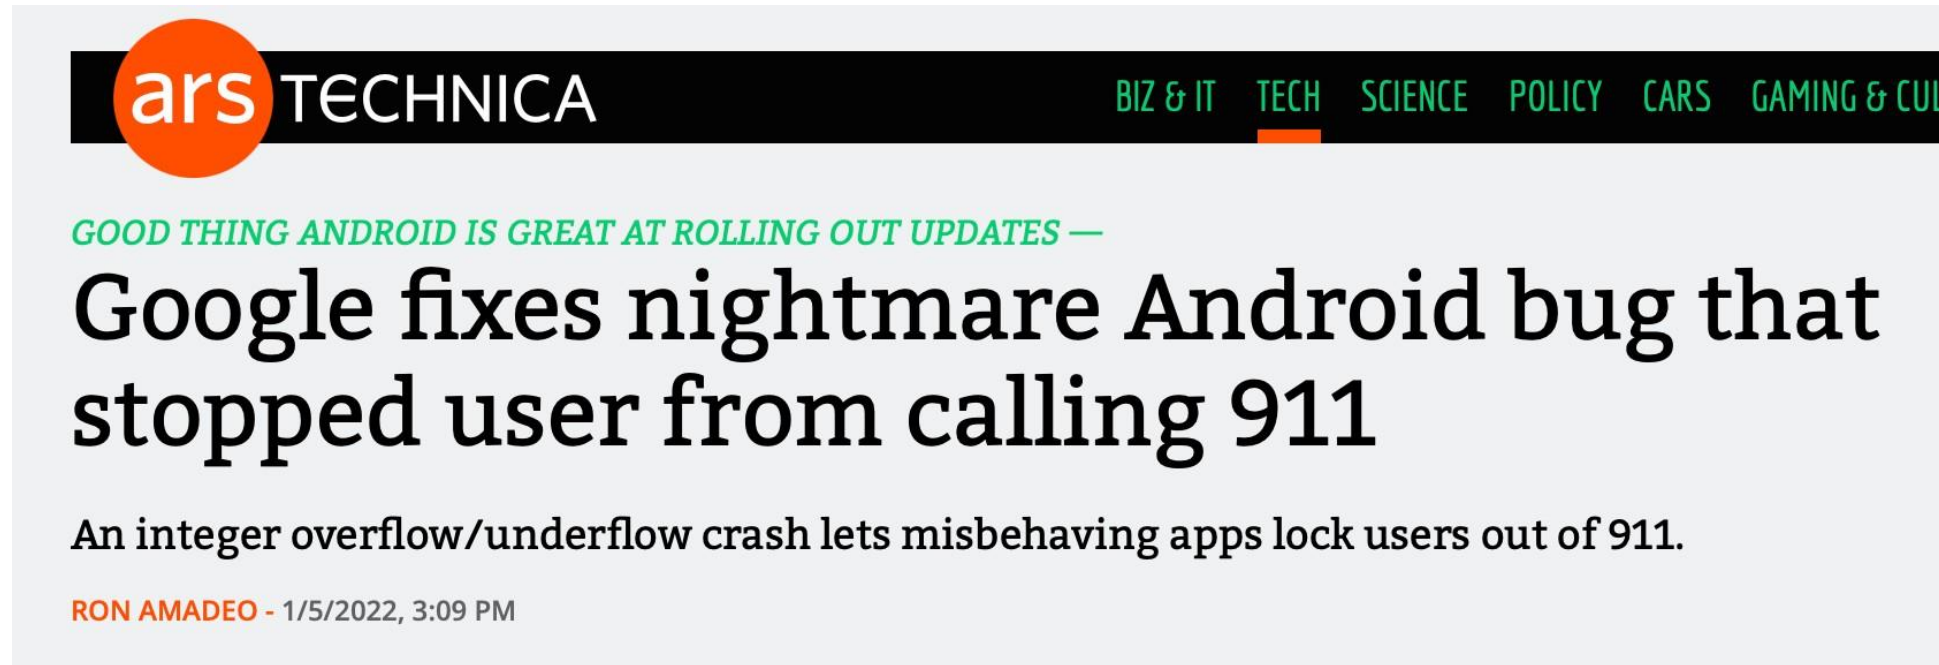 ars TECHNICA
BIZ & IT TECH SCIENCE POLICY CARS GAMING & CUL
GOOD THING ANDROID IS GREAT AT ROLLING OUT UPDATES —
Google fixes nightmare Android bug that
stopped user from calling 911
An integer overflow/underflow crash lets misbehaving apps lock users out of 911.
RON AMADEO - 1/5/2022, 3:09 PM